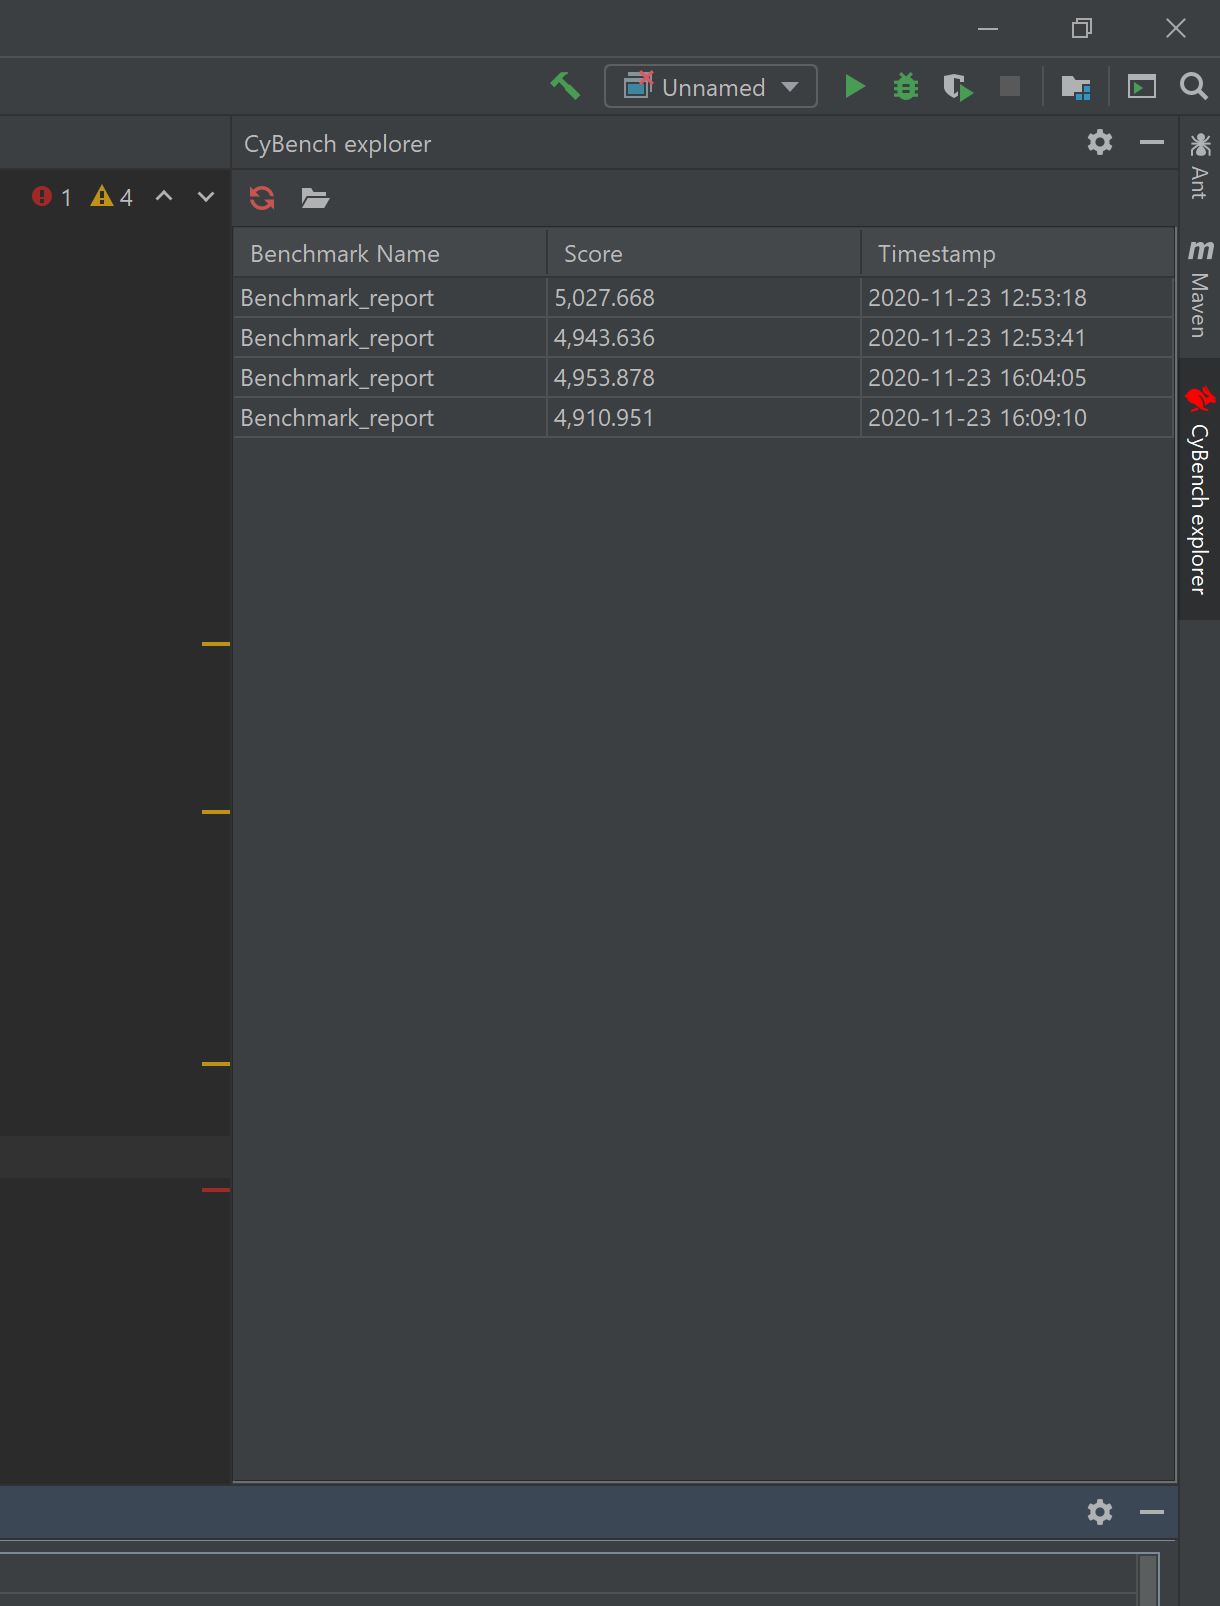 Unnamed
CyBench explorer
1 4
Benchmark Name Score Timestamp
Benchmark_report 5,027.668 2020-11-23 12:53:18
Benchmark_report 4,943.636 2020-11-23 12:53:41
Benchmark_report 4,953.878 2020-11-23 16:04:05
Benchmark_report 4,910.951 2020-11-23 16:09:10
Ant
m Maven
CyBench explorer